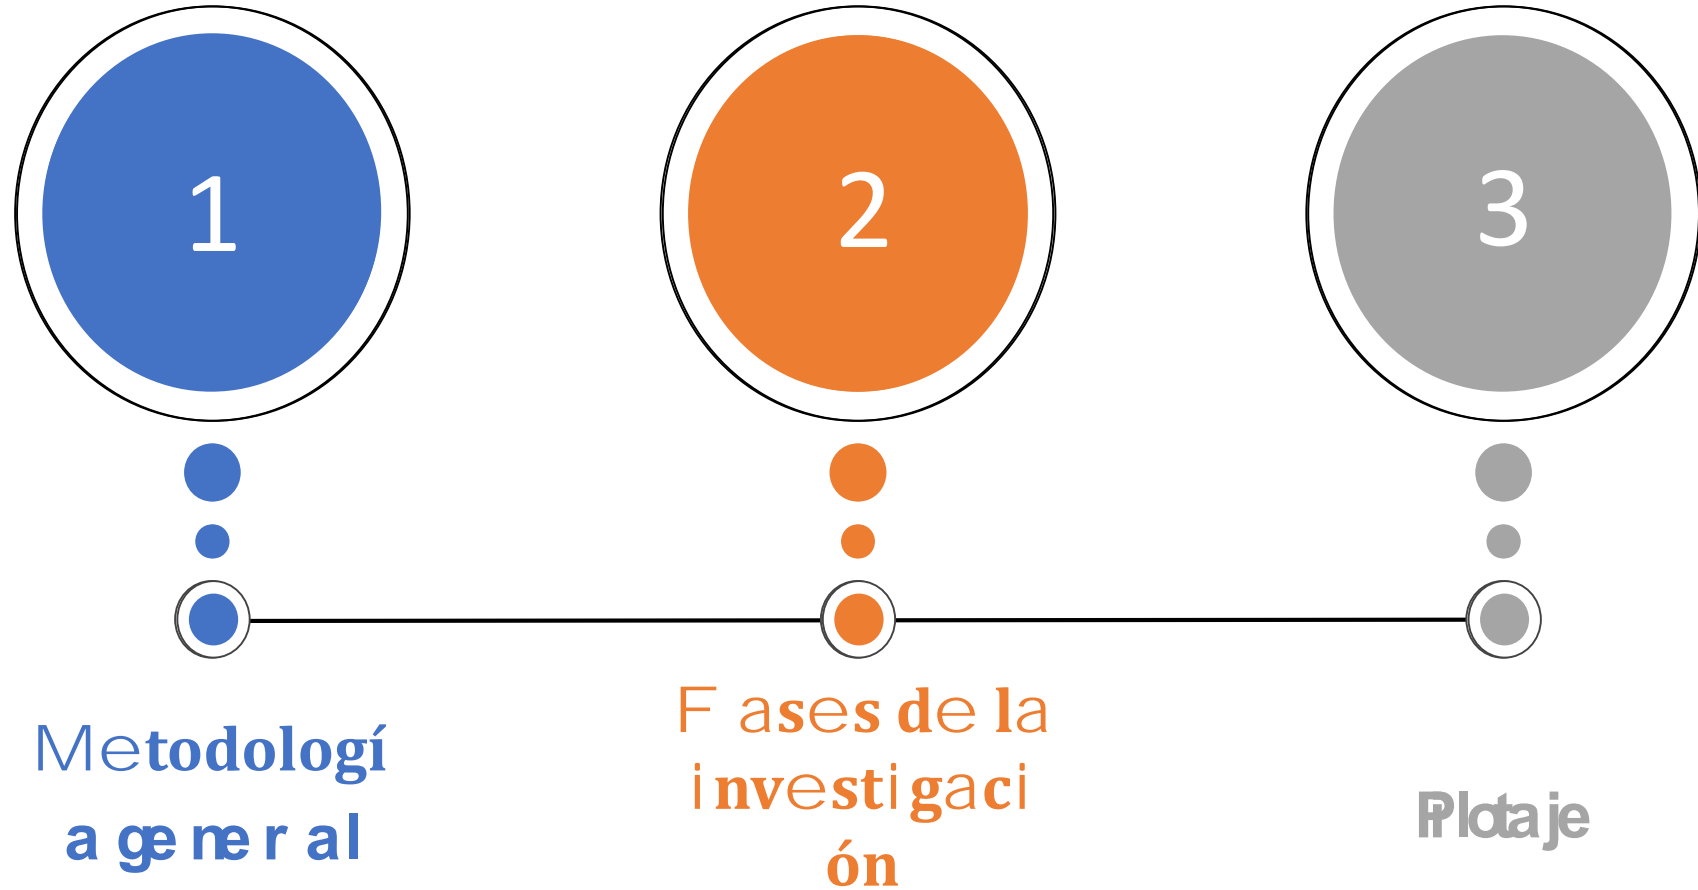 1
2
3
Metodologí
a general
Fases de la
investigaci
ón
Pilotaje